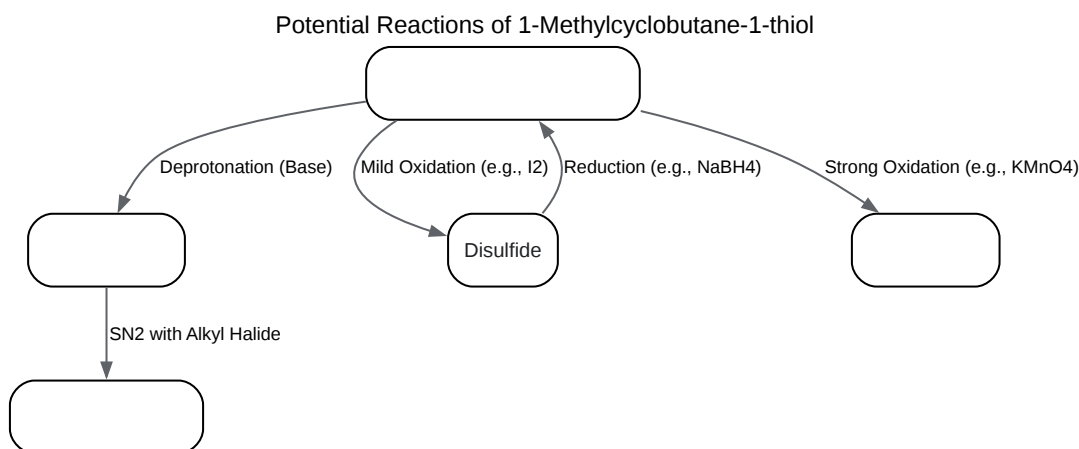 Potential Reactions of 1-Methylcyclobutane-1-thiol
Deprotonation (Base)
Mild Oxidation (e.g., I2)
Reduction (e.g., NaBH4)
Strong Oxidation (e.g., KMnO4)
Disulfide
SN2 with Alkyl Halide